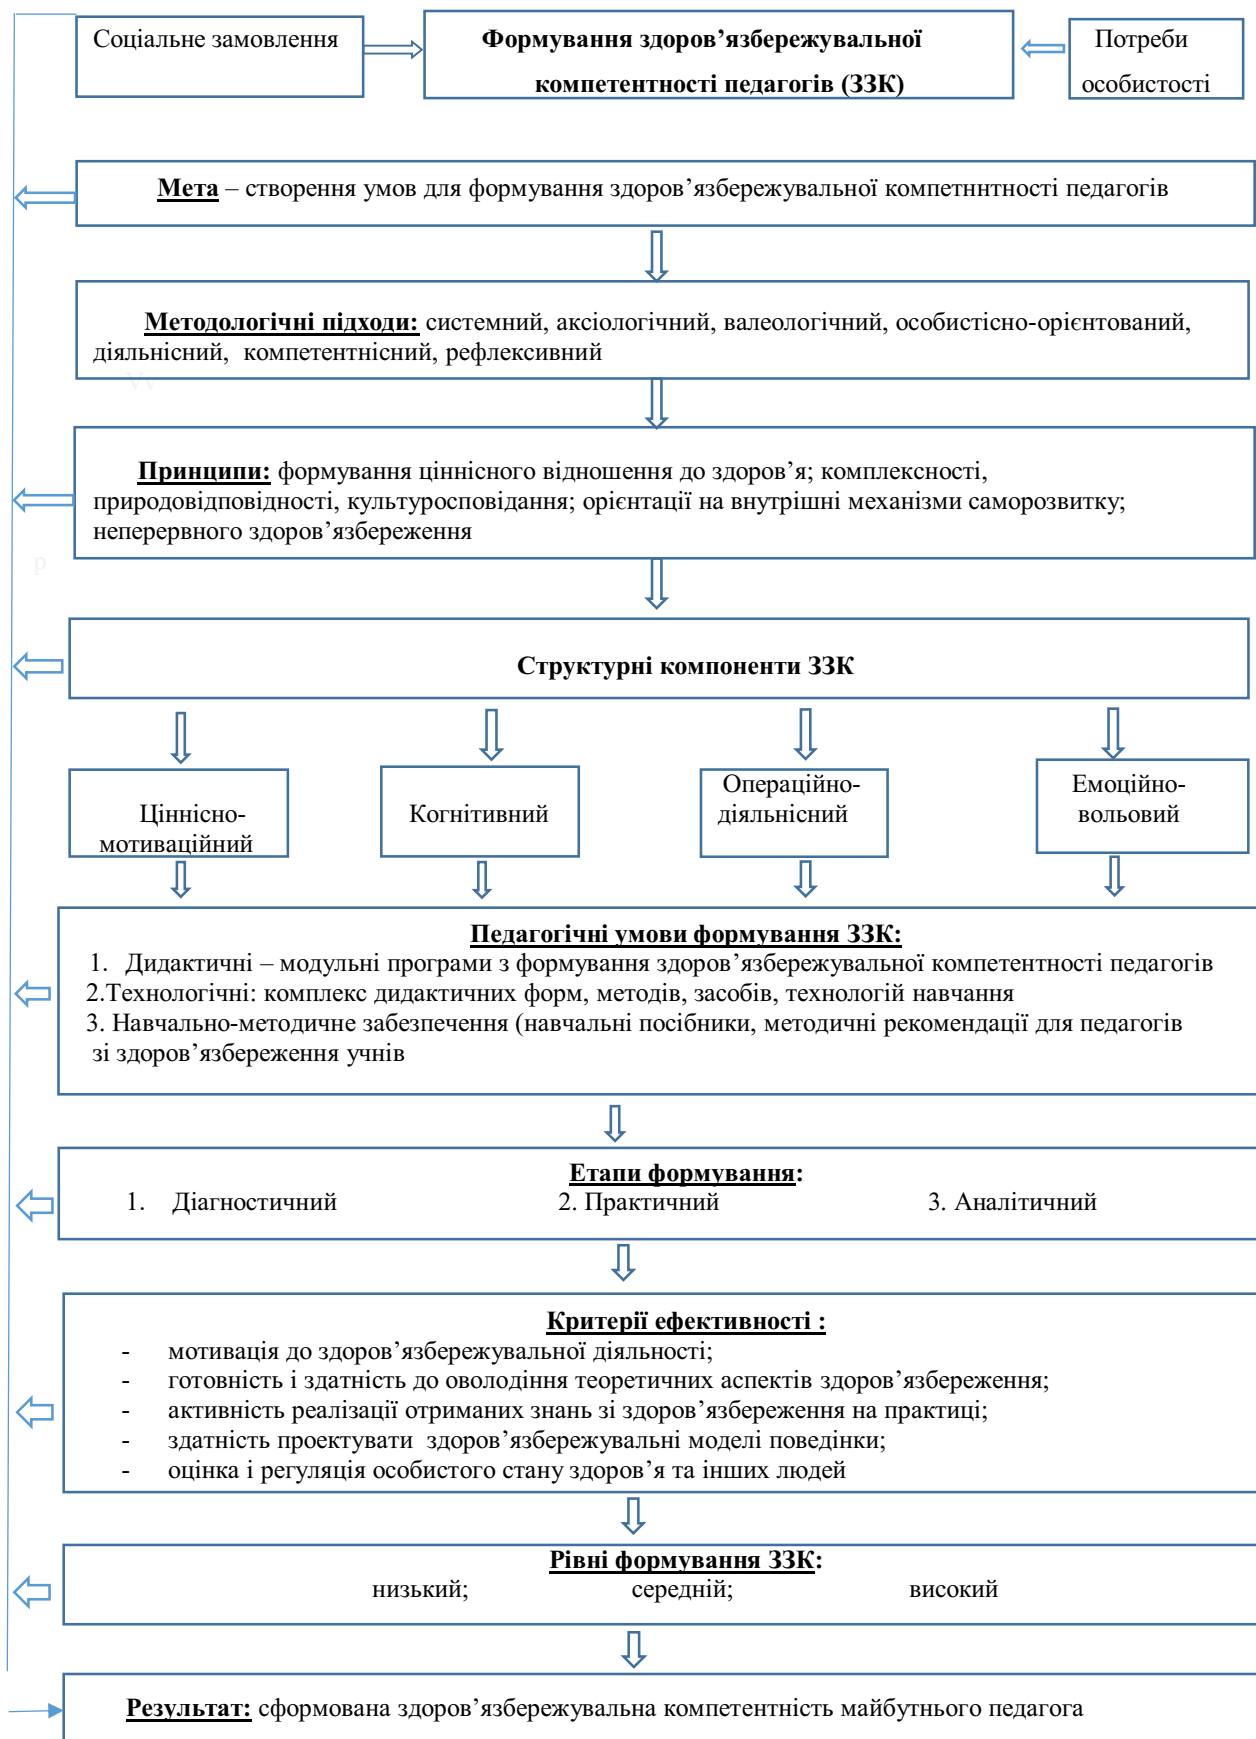 Соціальне замовлення
Формування здоров’язбережувальної
компетентності педагогів (ЗЗК)
Потреби
особистості
Мета – створення умов для формування здоров’язбережувальної компетннтності педагогів
Методологічні підходи: системний, аксіологічний, валеологічний, особистісно-орієнтований,
діяльнісний, компетентнісний, рефлексивний
Принципи: формування ціннісного відношення до здоров’я; комплексності,
природовідповідності, культуросповідання; орієнтації на внутрішні механізми саморозвитку;
неперервного здоров’язбереження
р
Структурні компоненти ЗЗК
Ціннісно-
мотиваційний
Когнітивний
Операційно-
діяльнісний
Емоційно-
вольовий
Педагогічні умови формування ЗЗК:
1. Дидактичні – модульні програми з формування здоров’язбережувальної компетентності педагогів
2.Технологічні: комплекс дидактичних форм, методів, засобів, технологій навчання
3. Навчально-методичне забезпечення (навчальні посібники, методичні рекомендації для педагогів
зі здоров’язбереження учнів
Етапи формування:
1. Діагностичний 2. Практичний 3. Аналітичний
Критерії ефективності :
- мотивація до здоров’язбережувальної діяльності;
- готовність і здатність до оволодіння теоретичних аспектів здоров’язбереження;
- активність реалізації отриманих знань зі здоров’язбереження на практиці;
- здатність проектувати здоров’язбережувальні моделі поведінки;
- оцінка і регуляція особистого стану здоров’я та інших людей
Рівні формування ЗЗК:
низький; середній; високий
Результат: сформована здоров’язбережувальна компетентність майбутнього педагога